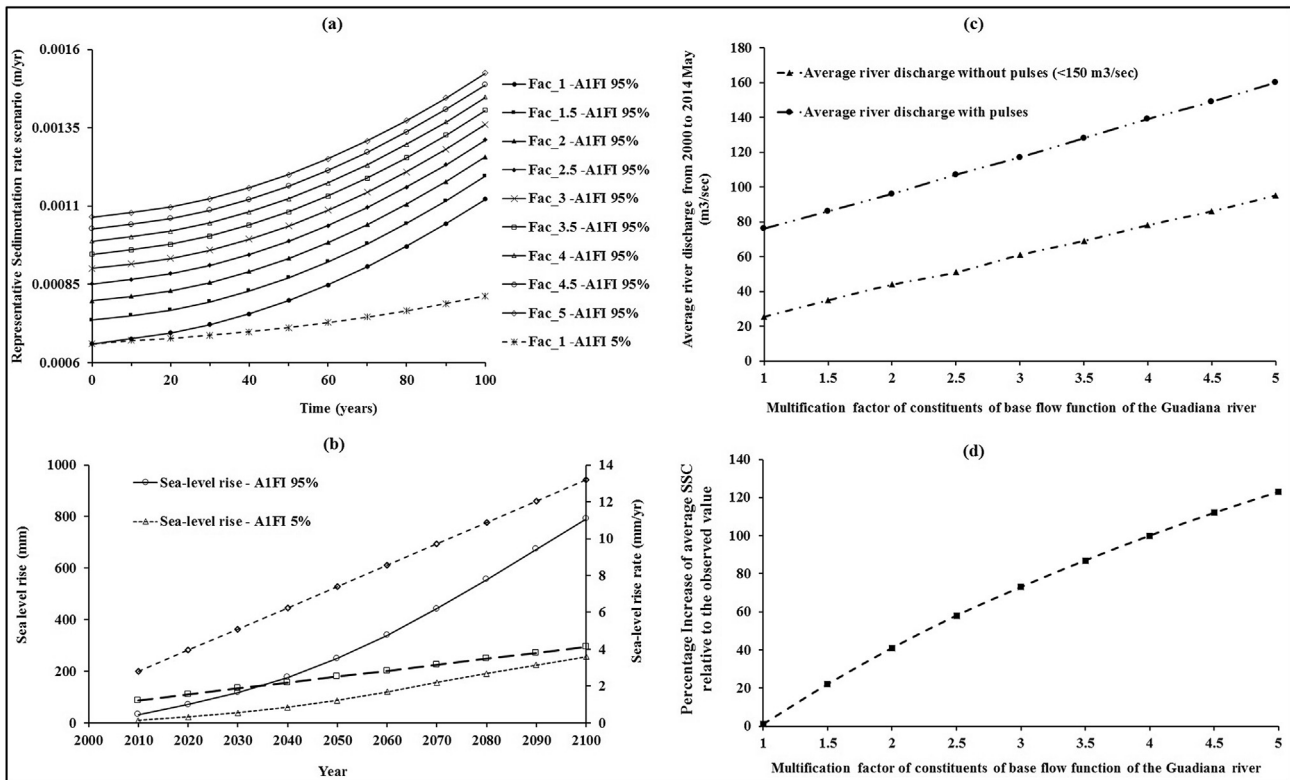 (a)
Representative Sedimentation rate scenario (m/yr)
0.0016
0.00135
0.0011
0.00085
0.0006
0 20 40 60 80 100
Time (years)
Fac_1 -A1FI 95%
Fac_1.5 -A1FI 95%
Fac_2 -A1FI 95%
Fac_2.5 -A1FI 95%
Fac_3 -A1FI 95%
Fac_3.5 -A1FI 95%
Fac_4 -A1FI 95%
Fac_4.5 -A1FI 95%
Fac_5 -A1FI 95%
Fac_1 -A1FI 5%
(b)
Sea-level rise (mm)
1000
800
600
400
200
0
Sea-level rise - A1FI 95%
Sea-level rise - A1FI 5%
14
12
10
8
6
4
2
0
Sea-level rise rate (mm/yr)
2000 2010 2020 2030 2040 2050 2060 2070 2080 2090 2100
Year
(c)
Average river discharge from 2000 to 2014 May
(m3/sec)
180
160
140
120
100
80
60
40
20
0
Average river discharge without pulses (<150 m3/sec)
Average river discharge with pulses
1 1.5 2 2.5 3 3.5 4 4.5 5
Multification factor of constituents of base flow function of the Guadiana river
(d)
Percentage Increase of average SSC
relative to the observed value
140
120
100
80
60
40
20
0
1 1.5 2 2.5 3 3.5 4 4.5 5
Multification factor of constituents of base flow function of the Guadiana river